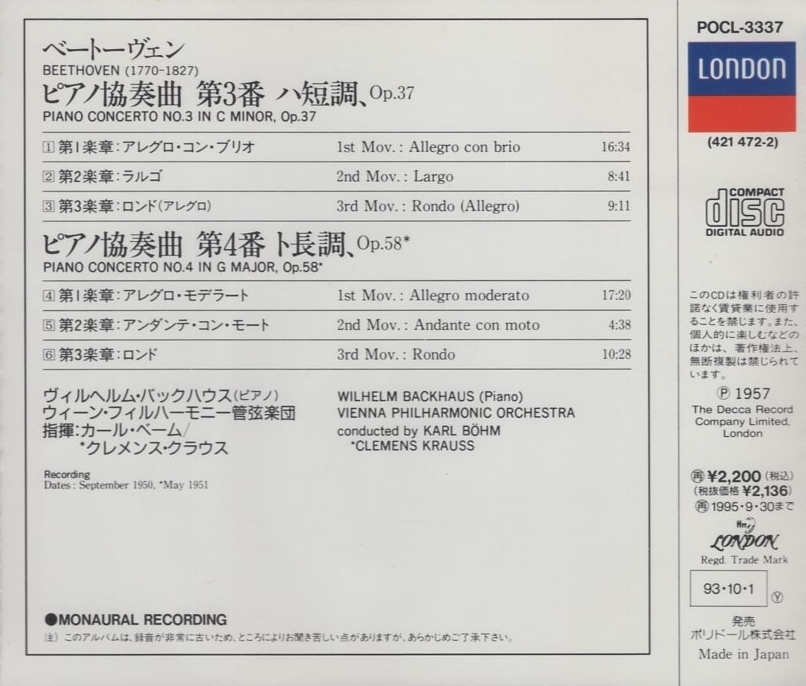 ベートーヴェン
BEETHOVEN (1770-1827)
ピアノ協奏曲 第3番 ハ短調、Op.37
PIANO CONCERTO NO.3 IN C MINOR, Op.37
1 第1楽章:アレグロ・コン・ブリオ 1st Mov. : Allegro con brio 16:34
2 第2楽章:ラルゴ 2nd Mov. : Largo 8:41
3 第3楽章:ロンド(アレグロ) 3rd Mov. : Rondo (Allegro) 9:11
ピアノ協奏曲 第4番 ト長調、Op.58*
PIANO CONCERTO NO.4 IN G MAJOR, Op.58*
4 第1楽章:アレグロ・モデラート 1st Mov. : Allegro moderato 17:20
5 第2楽章:アンダンテ・コン・モート 2nd Mov. : Andante con moto 4:38
6 第3楽章:ロンド 3rd Mov. : Rondo 10:28
ヴィルヘルム・バックハウス(ピアノ)
ウィーン・フィルハーモニー管弦楽団
指揮:カール・ベーム/
*クレメンス・クラウス
WILHELM BACKHAUS (Piano)
VIENNA PHILHARMONIC ORCHESTRA
conducted by KARL BÖHM
*CLEMENS KRAUSS
Recording
Dates : September 1950, *May 1951
●MONAURAL RECORDING
注) このアルバムは、録音が非常に古いため、ところによりお聞き苦しい点がありますが、あらかじめご了承下さい。
POCL-3337
LONDON
(421 472-2)
COMPACT
disc
DIGITAL AUDIO
このCDは権利者の許
諾なく賃貸業に使用す
ることを禁じます。また、
個人的に楽しむなどの
ほかは、著作権法上、
無断複製は禁じられて
います。
Ⓟ 1957
The Decca Record
Company Limited,
London
㊢¥2,200(税込)
(税抜価格 ¥2,136)
㊢1995・9・30まで
LONDON
Regd. Trade Mark
93・10・1
Ⓨ
発売
ポリドール株式会社
Made in Japan